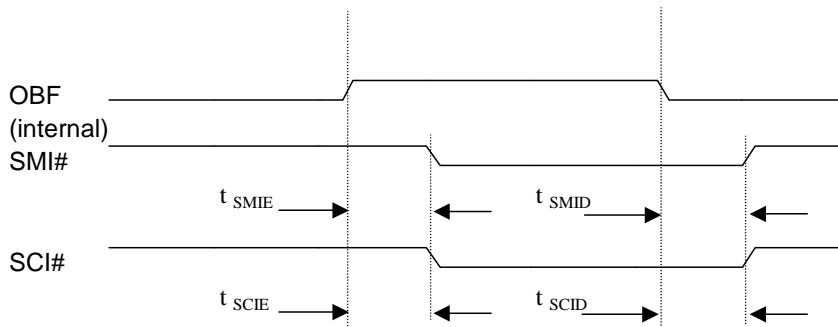 OBF
(internal)
SMI#
t SMIE
t SMID
SCI#
t SCIE
t SCID